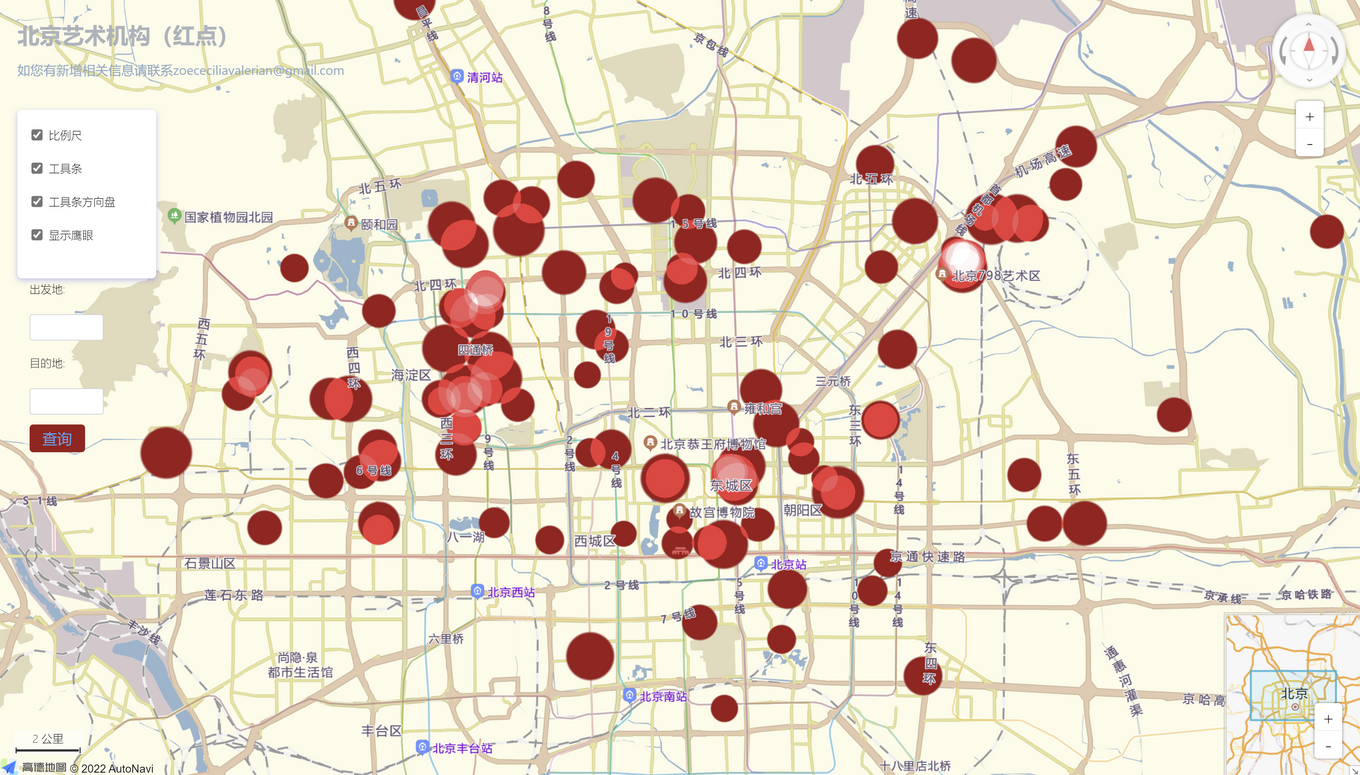 北京艺术机构（红点）
如您有新增相关信息请联系zoececiliavalerian@gmail.com
比例尺
工具条
工具条方向盘
显示鹰眼
出发地:
目的地:
查询
昌平线
8号线
京包线
高速
清河站
机场高速
北五环
北五环
首都机场线
国家植物园北园
颐和园
15号线
北四环
北四环
北京798艺术区
10号线
西五环
19号线
四通桥
北三环
西四环
海淀区
三元桥
北二环
雍和宫
东三环
西三环
9号线
2号线
4号线
北京恭王府博物馆
6号线
东城区
14号线
东五环
S1线
故宫博物院
朝阳区
八一湖
西城区
石景山区
京通快速路
北京站
2号线
5号线
10号线
14号线
莲石东路
北京西站
京承线
京哈铁路
7号线
丰沙线
六里桥
尚隐·泉
都市生活馆
东四环
通惠河灌渠
北京南站
京哈高
北京
丰台区
2 公里
北京丰台站
十八里店北桥
高德地图 © 2022 AutoNavi